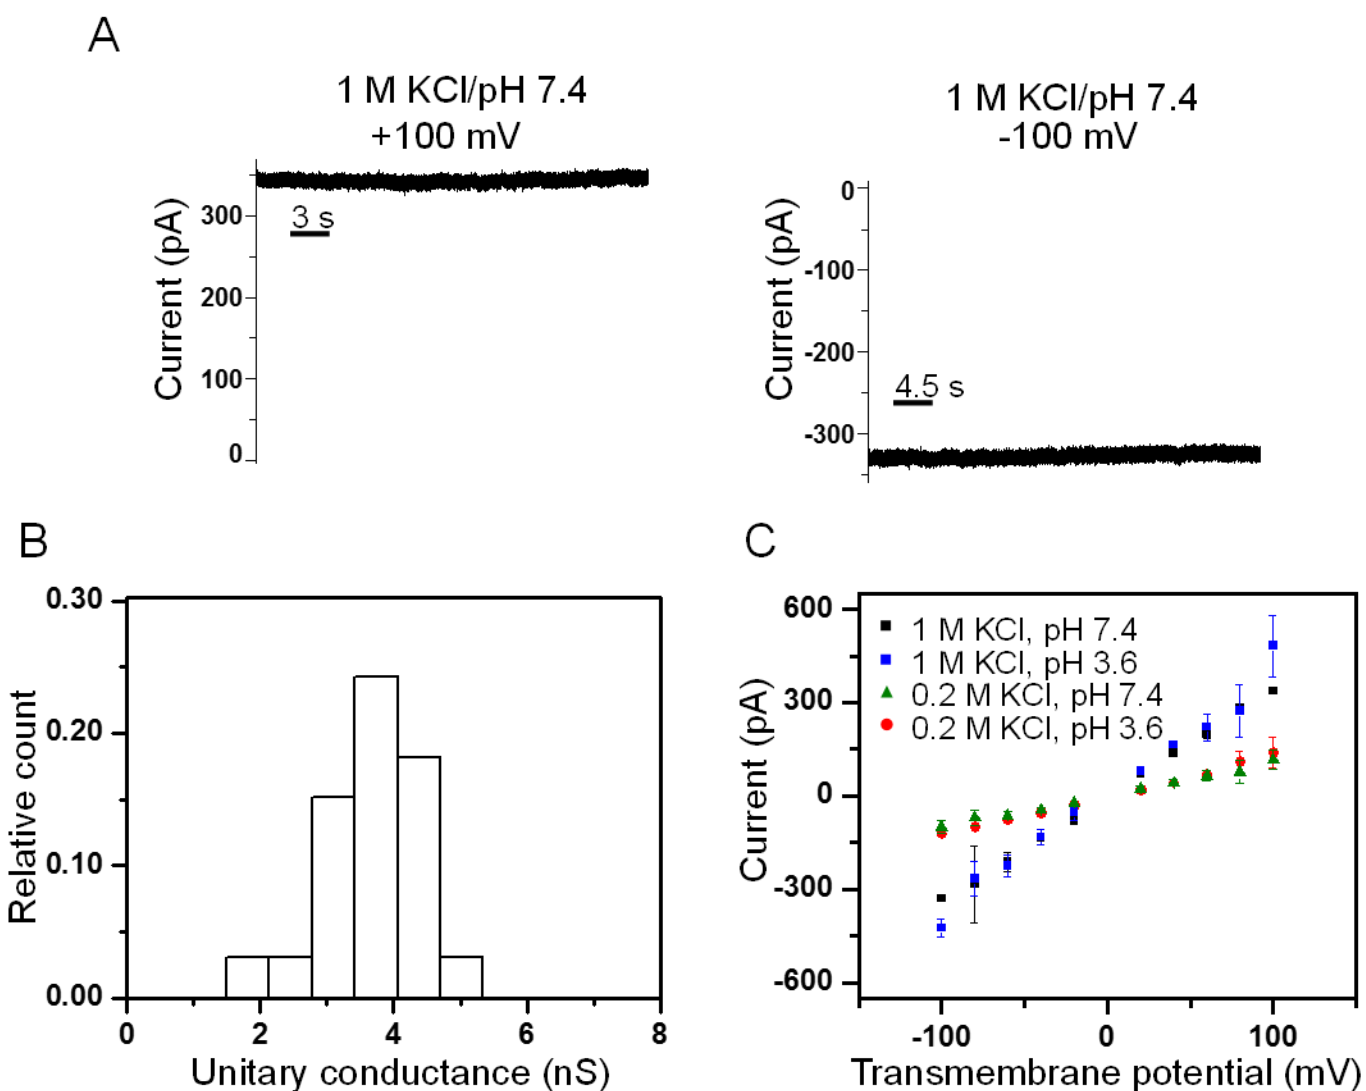 A
1 M KCl/pH 7.4
+100 mV
Current (pA)
300
200
100
0
3 s
1 M KCl/pH 7.4
-100 mV
Current (pA)
0
-100
-200
-300
4.5 s
B
Relative count
0.30
0.20
0.10
0.00
0 2 4 6 8
Unitary conductance (nS)
C
Current (pA)
600
300
0
-300
-600
1 M KCl, pH 7.4
1 M KCl, pH 3.6
0.2 M KCl, pH 7.4
0.2 M KCl, pH 3.6
-100 0 100
Transmembrane potential (mV)